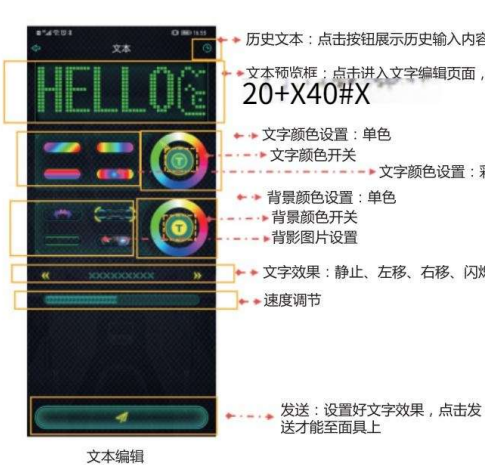 16:55
文本
历史文本：点击按钮展示历史输入内容
HELLO
文本预览框：点击进入文字编辑页面，
20+X40#X
文字颜色设置：单色
T
文字颜色开关
文字颜色设置：彩
背景颜色设置：单色
T
背景颜色开关
背影图片设置
XXXXXXXXX
文字效果：静止、左移、右移、闪烁
速度调节
发送：设置好文字效果，点击发
送才能至面具上
文本编辑